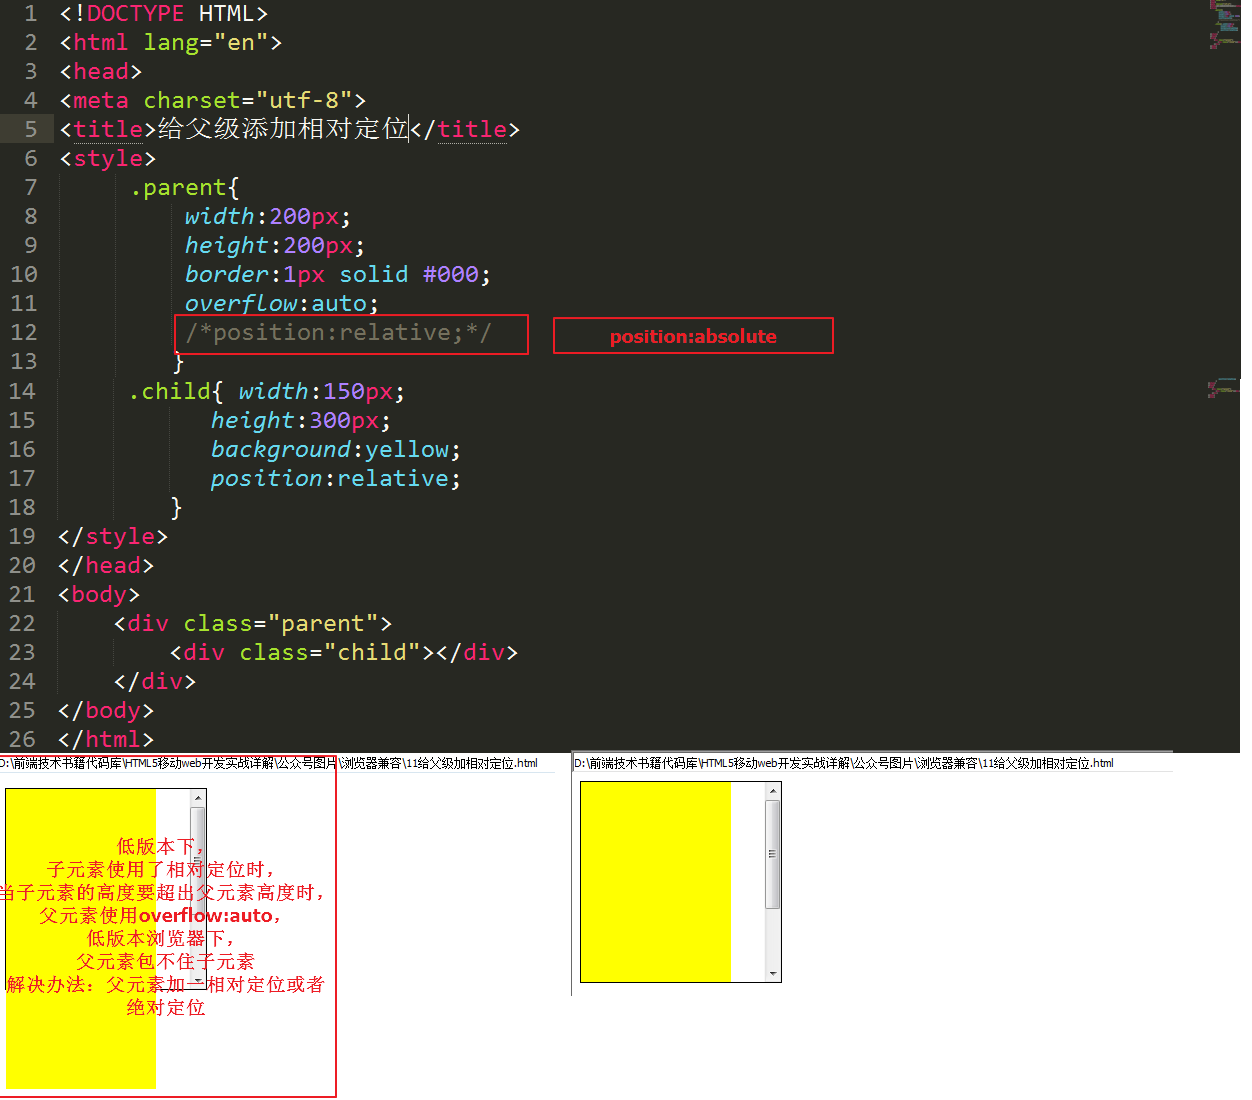 1 <!DOCTYPE HTML>
2 <html lang="en">
3 <head>
4 <meta charset="utf-8">
5 <title>给父级添加相对定位</title>
6 <style>
7 .parent{
8 width:200px;
9 height:200px;
10 border:1px solid #000;
11 overflow:auto;
12 /*position:relative;*/ position:absolute
13 }
14 .child{ width:150px;
15 height:300px;
16 background:yellow;
17 position:relative;
18 }
19 </style>
20 </head>
21 <body>
22 <div class="parent">
23 <div class="child"></div>
24 </div>
25 </body>
26 </html>
D:\前端技术书籍代码库\HTML5移动web开发实战详解\公众号图片\浏览器兼容\11给父级加相对定位.html
低版本下,
子元素使用了相对定位时,
当子元素的高度要超出父元素高度时,
父元素使用overflow:auto,
低版本浏览器下,
父元素包不住子元素
解决办法：父元素加一相对定位或者
绝对定位
D:\前端技术书籍代码库\HTML5移动web开发实战详解\公众号图片\浏览器兼容\11给父级加相对定位.html